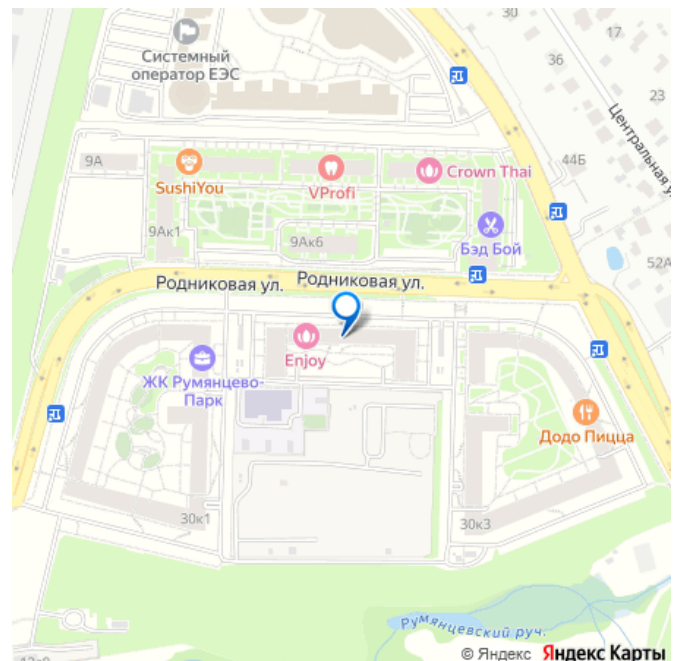 30
Системный
оператор ЕЭС
36
23
Центральная у
9А
SushiYou
VProfi
Crown Thai
44Б
9Ак1
9Ак6
Бэд Бой
52А
Родниковая ул.
Родниковая ул.
Enjoy
ЖК Румянцево-
Парк
Додо Пицца
30к1
30к3
Румянцевский руч.
© Яндекс Яндекс Карты